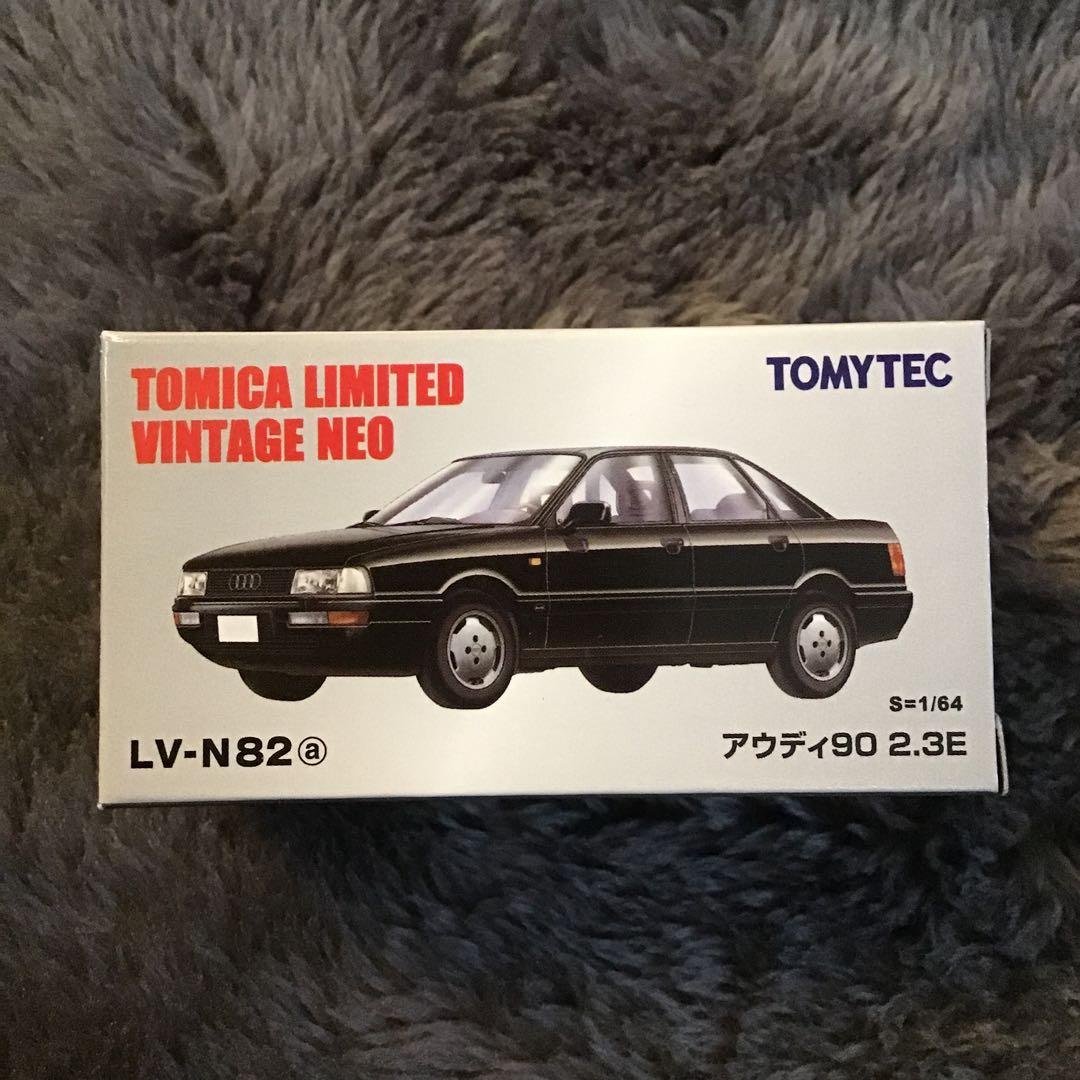 TOMICA LIMITED
VINTAGE NEO
TOMYTEC
S=1/64
LV-N82ⓐ
アウディ90 2.3E